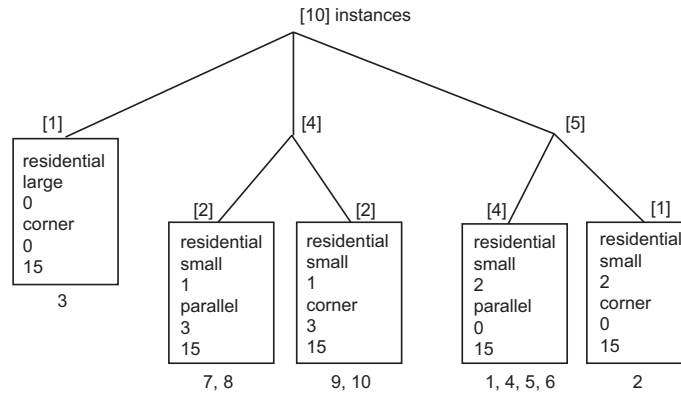 [10] instances
[1]
[4]
[5]
residential
large
0
corner
0
15
3
[2]
residential
small
1
parallel
3
15
7, 8
[2]
residential
small
1
corner
3
15
9, 10
[4]
residential
small
2
parallel
0
15
1, 4, 5, 6
[1]
residential
small
2
corner
0
15
2